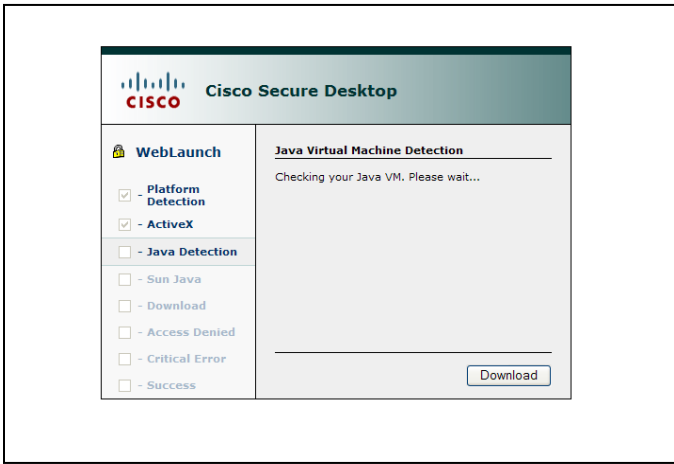 CISCO
Cisco Secure Desktop
WebLaunch
- Platform
Detection
- ActiveX
- Java Detection
- Sun Java
- Download
- Access Denied
- Critical Error
- Success
Java Virtual Machine Detection
Checking your Java VM. Please wait...
Download